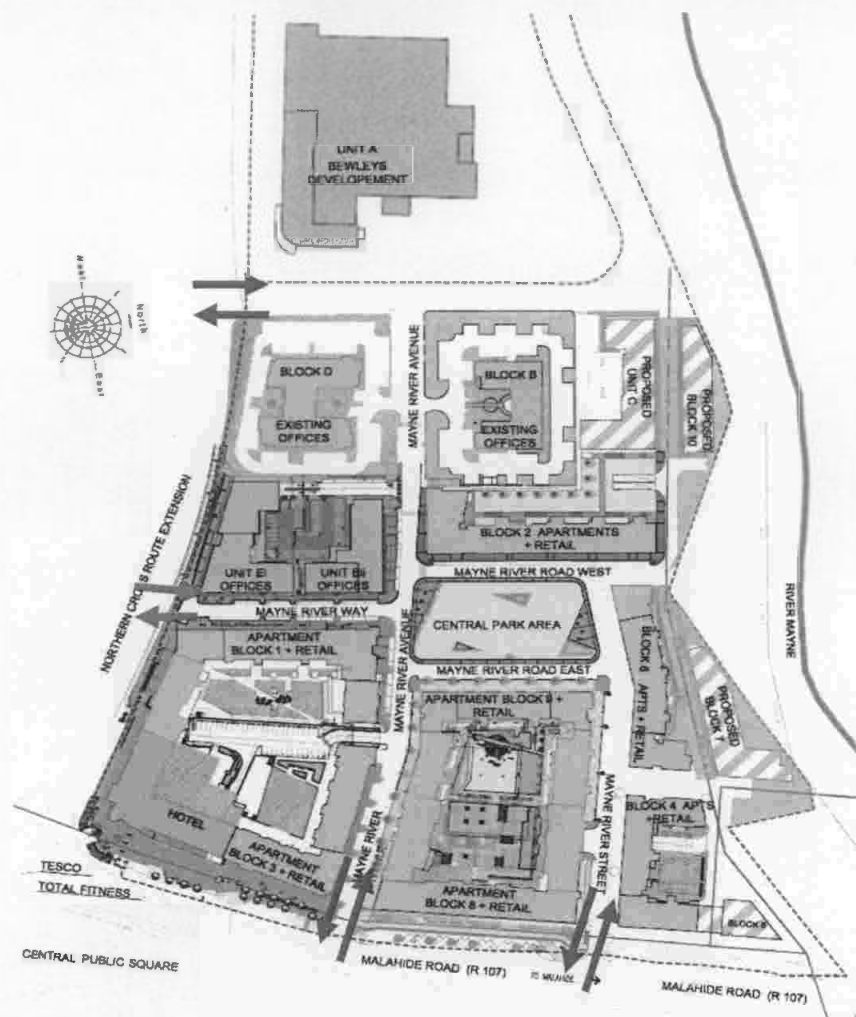 UNIT A
BEWLEYS
DEVELOPEMENT
West
North
East
BLOCK D
EXISTING
OFFICES
MAYNE RIVER AVENUE
BLOCK B
EXISTING
OFFICES
PROPOSED
UNIT C
PROPOSED
BLOCK 10
NORTHERN CROSS ROUTE EXTENSION
UNIT Ei
OFFICES
UNIT Eii
OFFICES
BLOCK 2 APARTMENTS
+ RETAIL
MAYNE RIVER ROAD WEST
MAYNE RIVER WAY
MAYNE RIVER AVENUE
CENTRAL PARK AREA
RIVER MAYNE
APARTMENT
BLOCK 1 + RETAIL
MAYNE RIVER ROAD EAST
BLOCK 6 APTS + RETAIL
PROPOSED
BLOCK 7
APARTMENT BLOCK 9 +
RETAIL
HOTEL
APARTMENT
BLOCK 3 + RETAIL
MAYNE RIVER
MAYNE RIVER STREET
BLOCK 4 APTS
+RETAIL
APARTMENT
BLOCK 8 + RETAIL
TESCO
TOTAL FITNESS
CENTRAL PUBLIC SQUARE
MALAHIDE ROAD (R 107)
TO MALAHIDE
MALAHIDE ROAD (R 107)